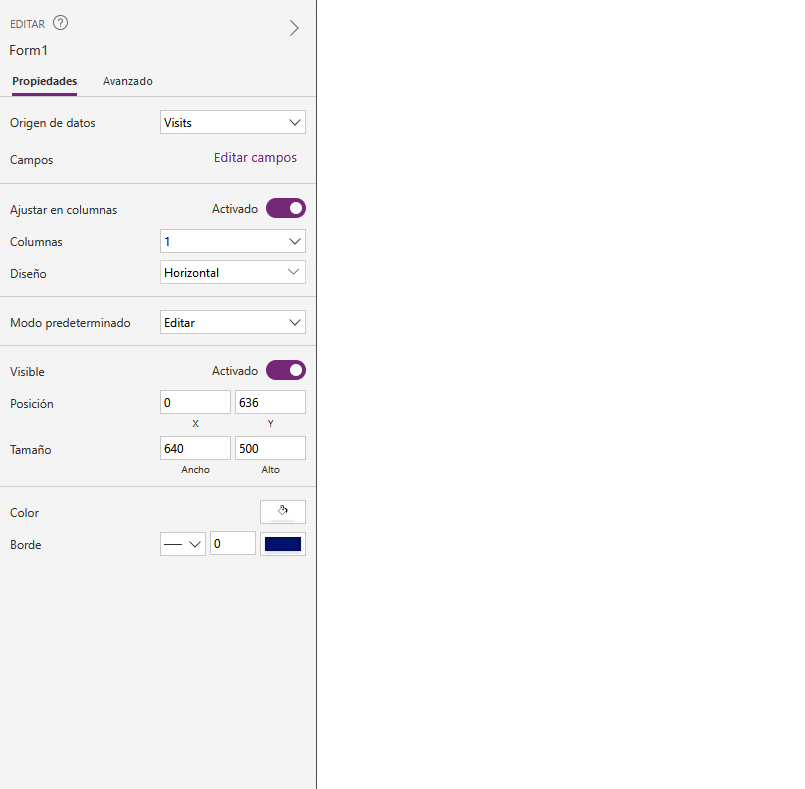 EDITAR ?
Form1
Propiedades Avanzado
Origen de datos Visits
Campos Editar campos
Ajustar en columnas Activado
Columnas 1
Diseño Horizontal
Modo predeterminado Editar
Visible Activado
Posición 0 636
X Y
Tamaño 640 500
Ancho Alto
Color
Borde 0